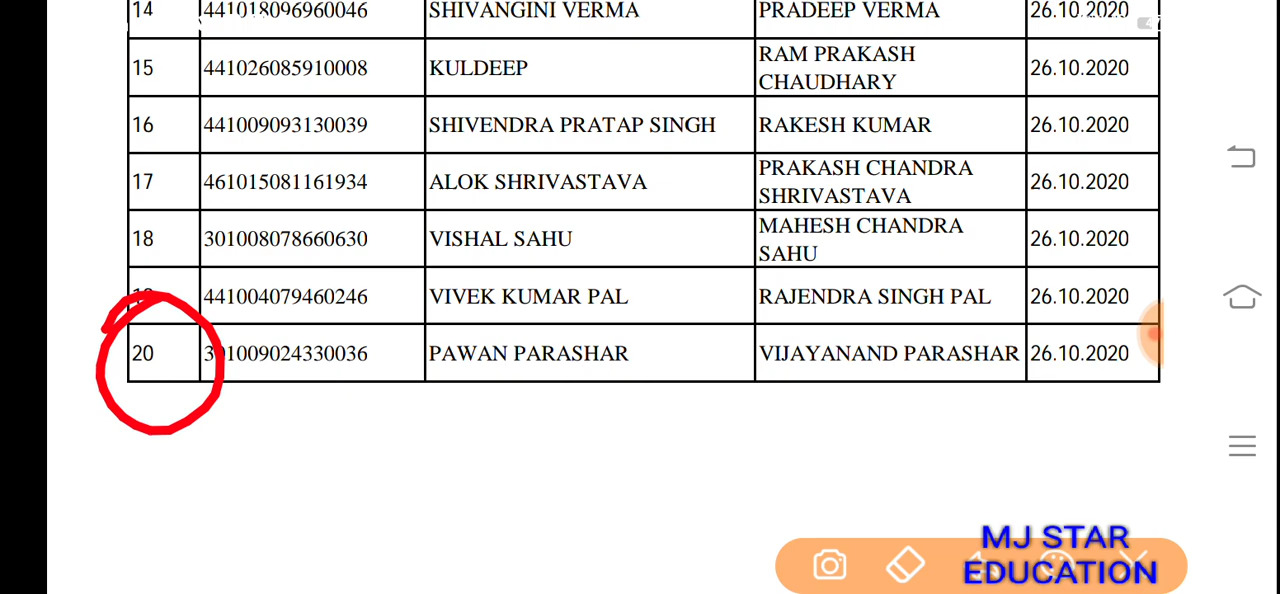 14 441018096960046 SHIVANGINI VERMA PRADEEP VERMA 26.10.2020
15 441026085910008 KULDEEP RAM PRAKASH CHAUDHARY 26.10.2020
16 441009093130039 SHIVENDRA PRATAP SINGH RAKESH KUMAR 26.10.2020
17 461015081161934 ALOK SHRIVASTAVA PRAKASH CHANDRA SHRIVASTAVA 26.10.2020
18 301008078660630 VISHAL SAHU MAHESH CHANDRA SAHU 26.10.2020
19 441004079460246 VIVEK KUMAR PAL RAJENDRA SINGH PAL 26.10.2020
20 301009024330036 PAWAN PARASHAR VIJAYANAND PARASHAR 26.10.2020
MJ STAR
EDUCATION